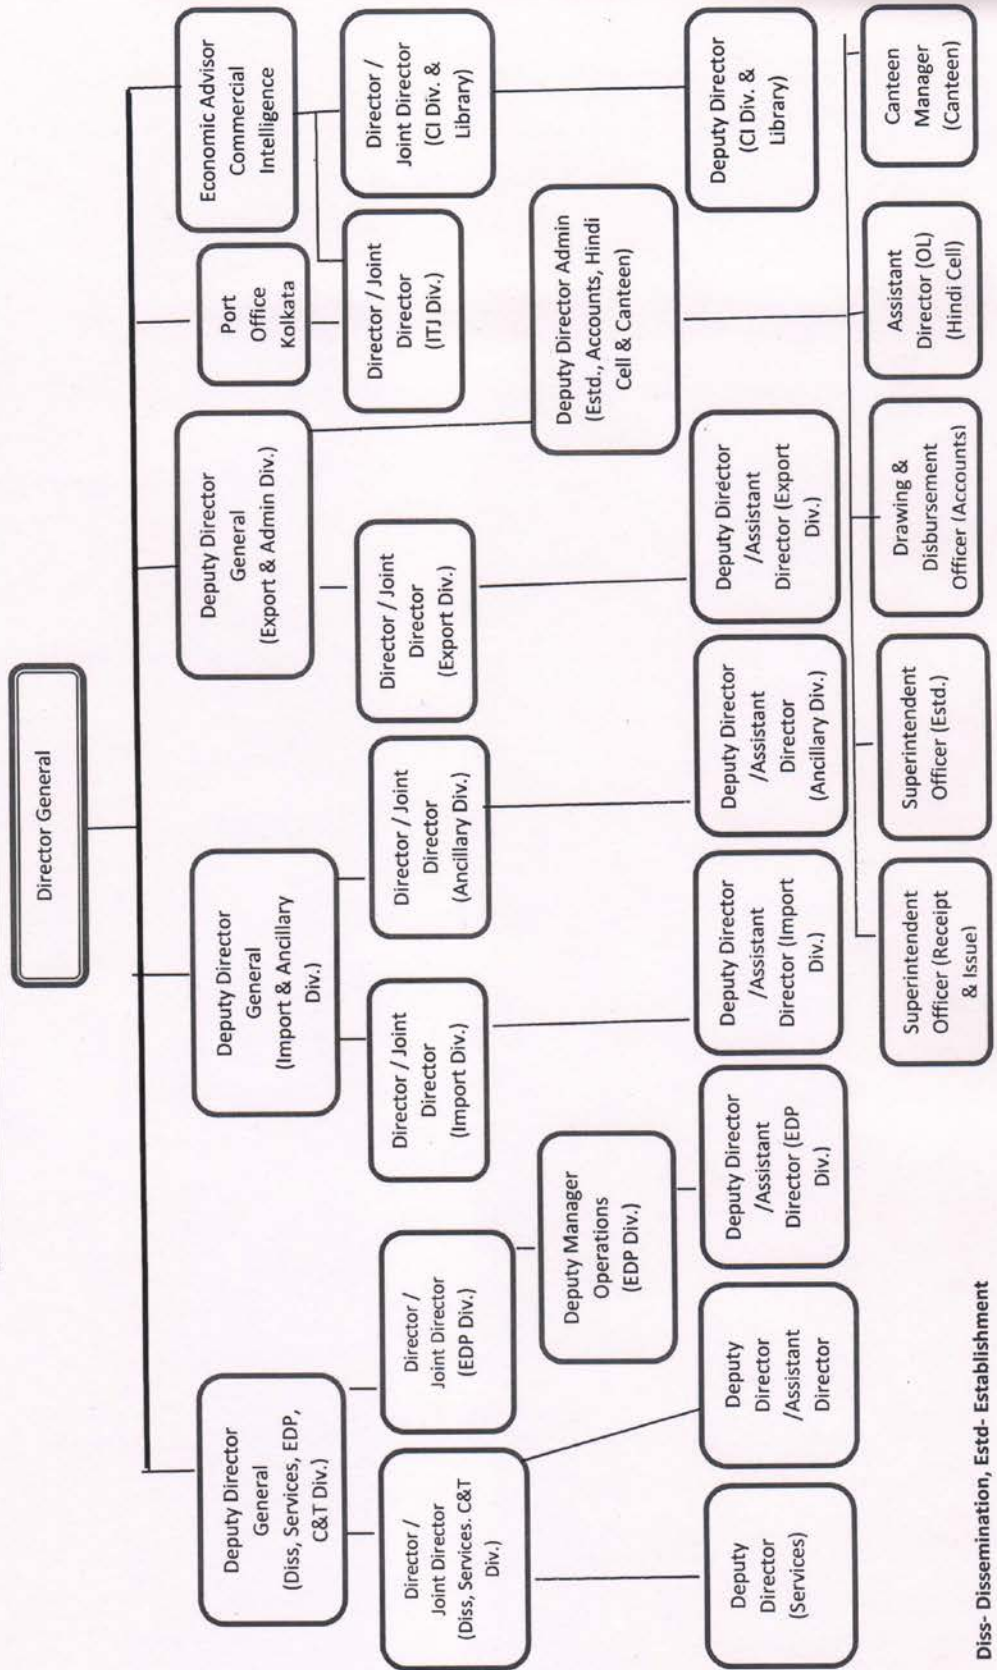 Director General
Deputy Director
General
(Diss, Services, EDP,
C&T Div.)
Deputy Director
General
(Import & Ancillary
Div.)
Deputy Director
General
(Export & Admin Div.)
Port
Office
Kolkata
Economic Advisor
Commercial
Intelligence
Director /
Joint Director
(Diss, Services. C&T
Div.)
Director /
Joint Director
(EDP Div.)
Director / Joint
Director
(Import Div.)
Director / Joint
Director
(Ancillary Div.)
Director / Joint
Director
(Export Div.)
Director / Joint
Director
(ITJ Div.)
Director /
Joint Director
(CI Div. &
Library)
Deputy Manager
Operations
(EDP Div.)
Deputy Director Admin
(Estd., Accounts, Hindi
Cell & Canteen)
Deputy
Director
(Services)
Deputy
Director
/Assistant
Director
Deputy Director
/Assistant
Director (EDP
Div.)
Deputy Director
/Assistant
Director (Import
Div.)
Deputy Director
/Assistant
Director
(Ancillary Div.)
Deputy Director
/Assistant
Director (Export
Div.)
Deputy Director
(CI Div. &
Library)
Superintendent
Officer (Receipt
& Issue)
Superintendent
Officer (Estd.)
Drawing &
Disbursement
Officer (Accounts)
Assistant
Director (OL)
(Hindi Cell)
Canteen
Manager
(Canteen)
Diss- Dissemination, Estd- Establishment